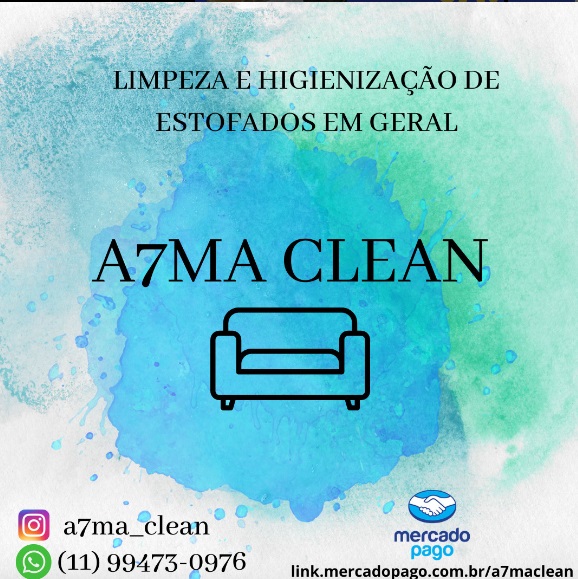 LIMPEZA E HIGIENIZAÇÃO DE
ESTOFADOS EM GERAL
A7MA CLEAN
a7ma_clean
(11) 99473-0976
mercado
pago
link.mercadopago.com.br/a7maclean